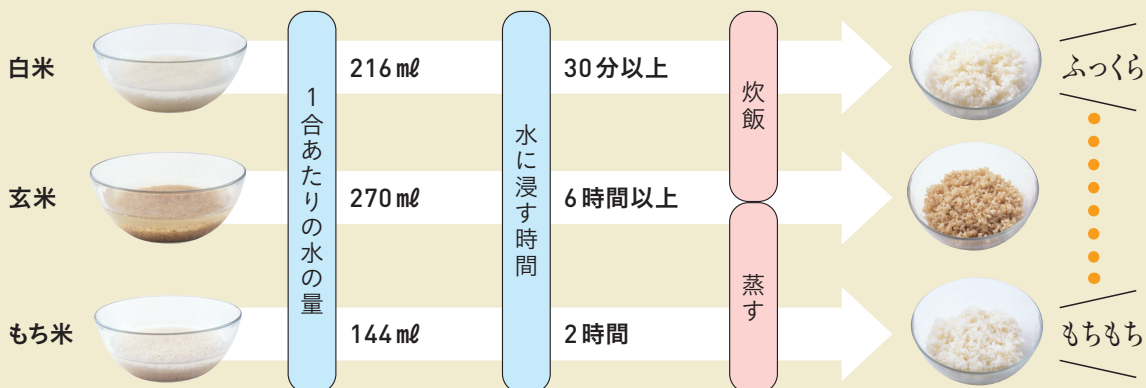 白米
216㎖
30分以上
ふっくら
玄米
270㎖
6時間以上
もち米
144㎖
2時間
もちもち
1合あたりの水の量
水に浸す時間
炊飯
蒸す